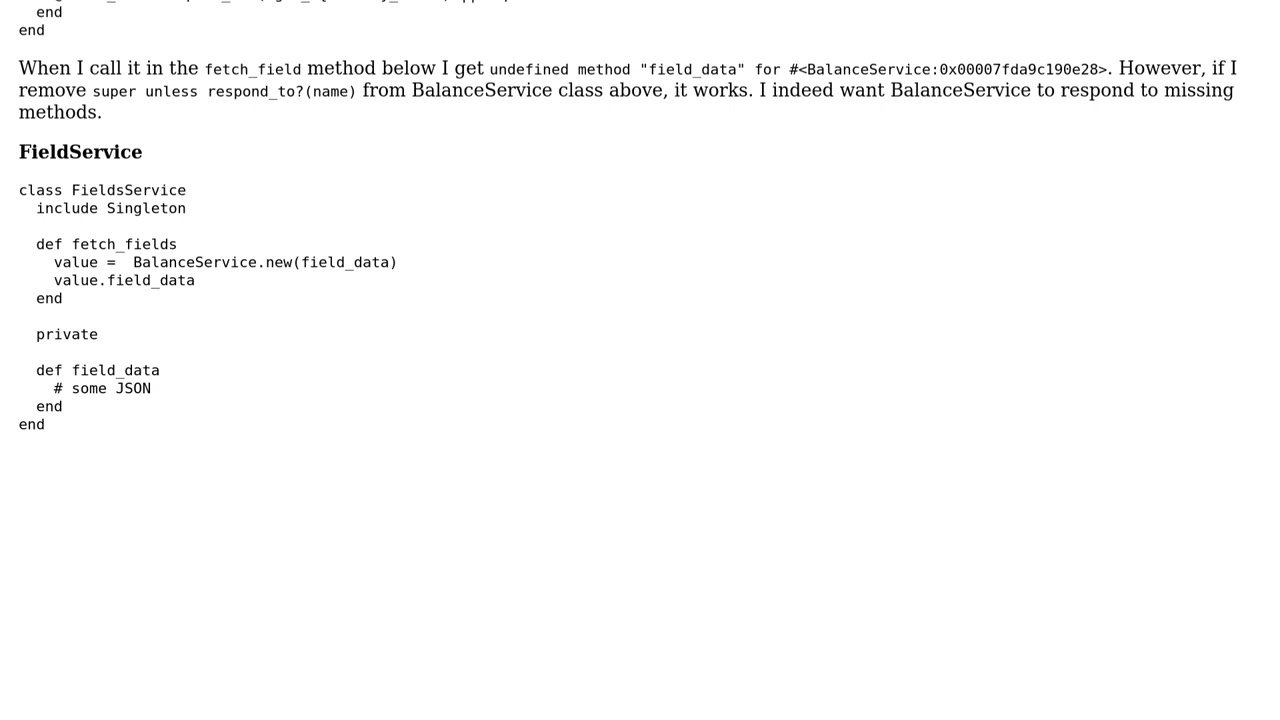 end
end
When I call it in the fetch_field method below I get undefined method "field_data" for #<BalanceService:0x00007fda9c190e28>. However, if I
remove super unless respond_to?(name) from BalanceService class above, it works. I indeed want BalanceService to respond to missing
methods.
FieldService
class FieldsService
  include Singleton
  def fetch_fields
    value =  BalanceService.new(field_data)
    value.field_data
  end
  private
  def field_data
    # some JSON
  end
end